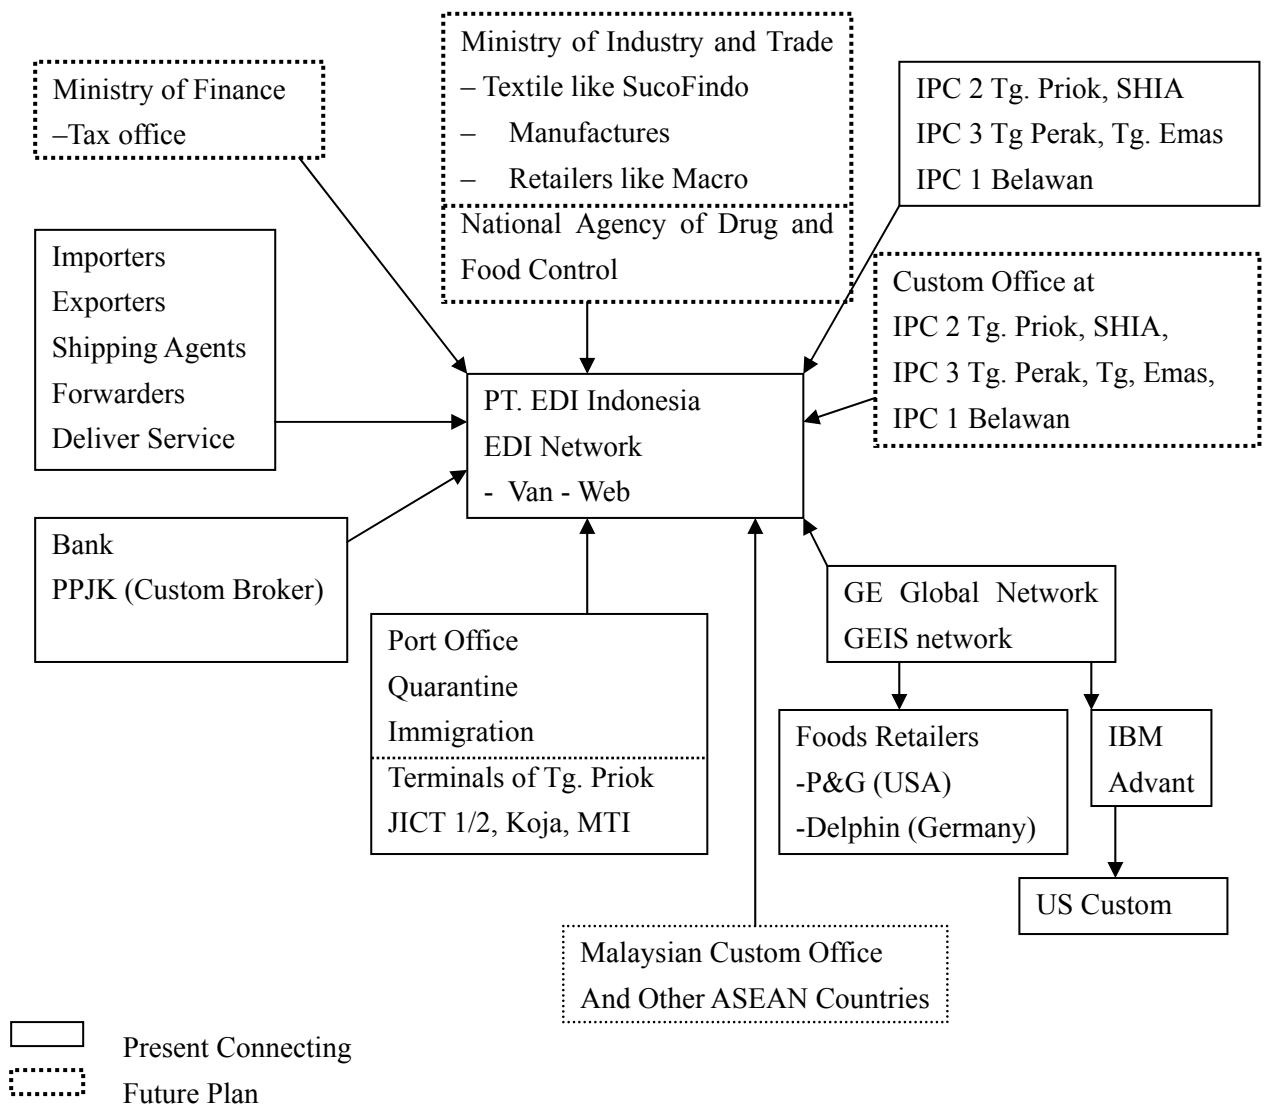 Ministry of Finance
–Tax office
Ministry of Industry and Trade
– Textile like SucoFindo
– Manufactures
– Retailers like Macro
National Agency of Drug and
Food Control
IPC 2 Tg. Priok, SHIA
IPC 3 Tg Perak, Tg. Emas
IPC 1 Belawan
Importers
Exporters
Shipping Agents
Forwarders
Deliver Service
Custom Office at
IPC 2 Tg. Priok, SHIA,
IPC 3 Tg. Perak, Tg, Emas,
IPC 1 Belawan
PT. EDI Indonesia
EDI Network
- Van - Web
Bank
PPJK (Custom Broker)
Port Office
Quarantine
Immigration
Terminals of Tg. Priok
JICT 1/2, Koja, MTI
GE Global Network
GEIS network
Foods Retailers
-P&G (USA)
-Delphin (Germany)
IBM
Advant
US Custom
Malaysian Custom Office
And Other ASEAN Countries
Present Connecting
Future Plan